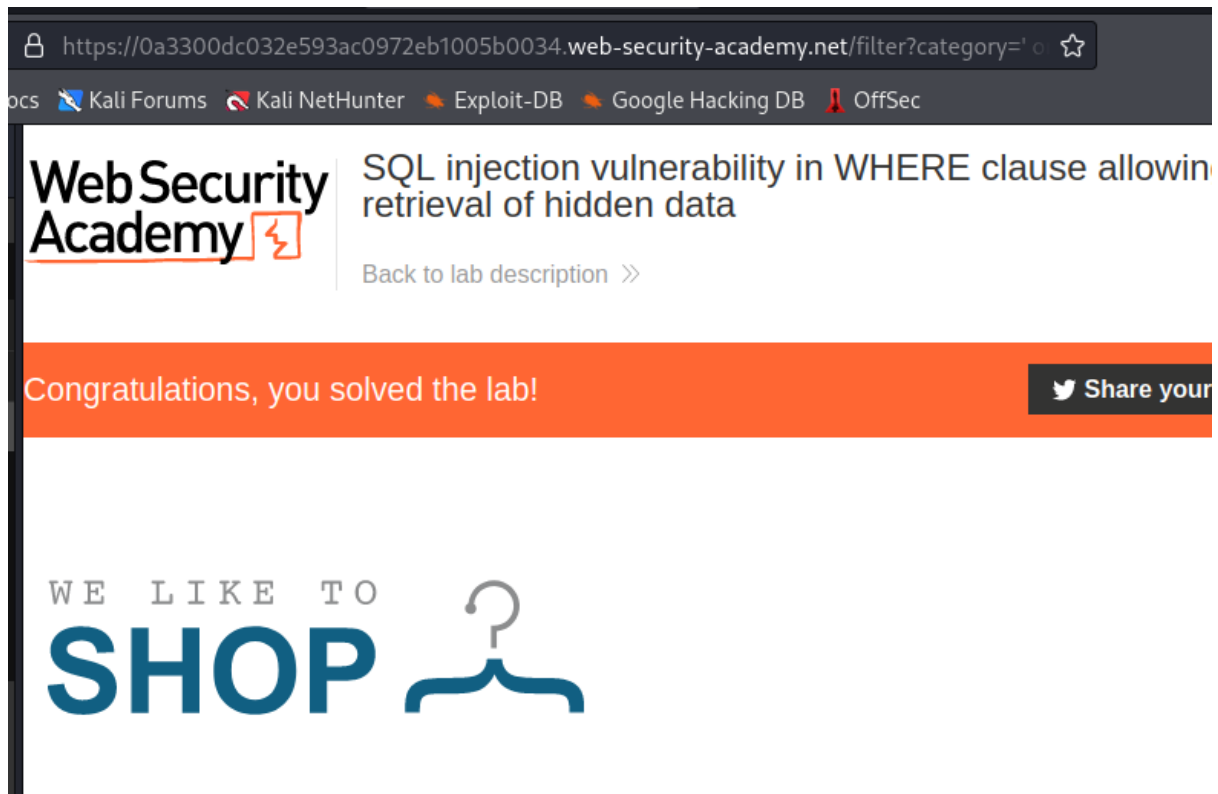 https://0a3300dc032e593ac0972eb1005b0034.web-security-academy.net/filter?category=' o
ocs Kali Forums Kali NetHunter Exploit-DB Google Hacking DB OffSec
Web Security
Academy
SQL injection vulnerability in WHERE clause allowing
retrieval of hidden data
Back to lab description
Congratulations, you solved the lab!
Share your
WE LIKE TO
SHOP